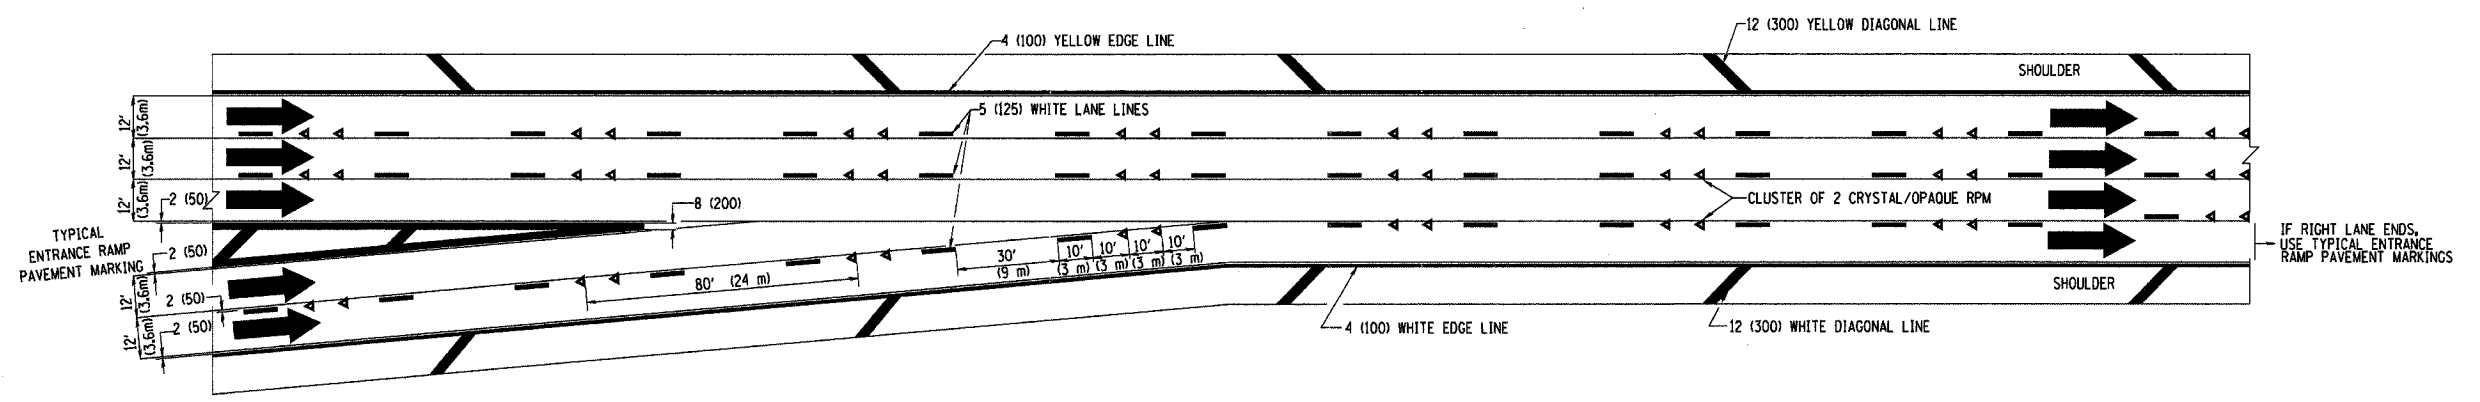 12 (300) YELLOW DIAGONAL LINE
4 (100) YELLOW EDGE LINE
SHOULDER
12'
(3.6m)
5 (125) WHITE LANE LINES
12'
(3.6m)
12'
(3.6m)
2 (50)
8 (200)
CLUSTER OF 2 CRYSTAL/OPAQUE RPM
TYPICAL
ENTRANCE RAMP
PAVEMENT MARKING
2 (50)
IF RIGHT LANE ENDS,
USE TYPICAL ENTRANCE
RAMP PAVEMENT MARKINGS
30'
(9 m)
10'
(3 m)
10'
(3 m)
10'
(3 m)
10'
(3 m)
80' (24 m)
12'
(3.6m)
2 (50)
SHOULDER
12'
(3.6m)
2 (50)
4 (100) WHITE EDGE LINE
12 (300) WHITE DIAGONAL LINE